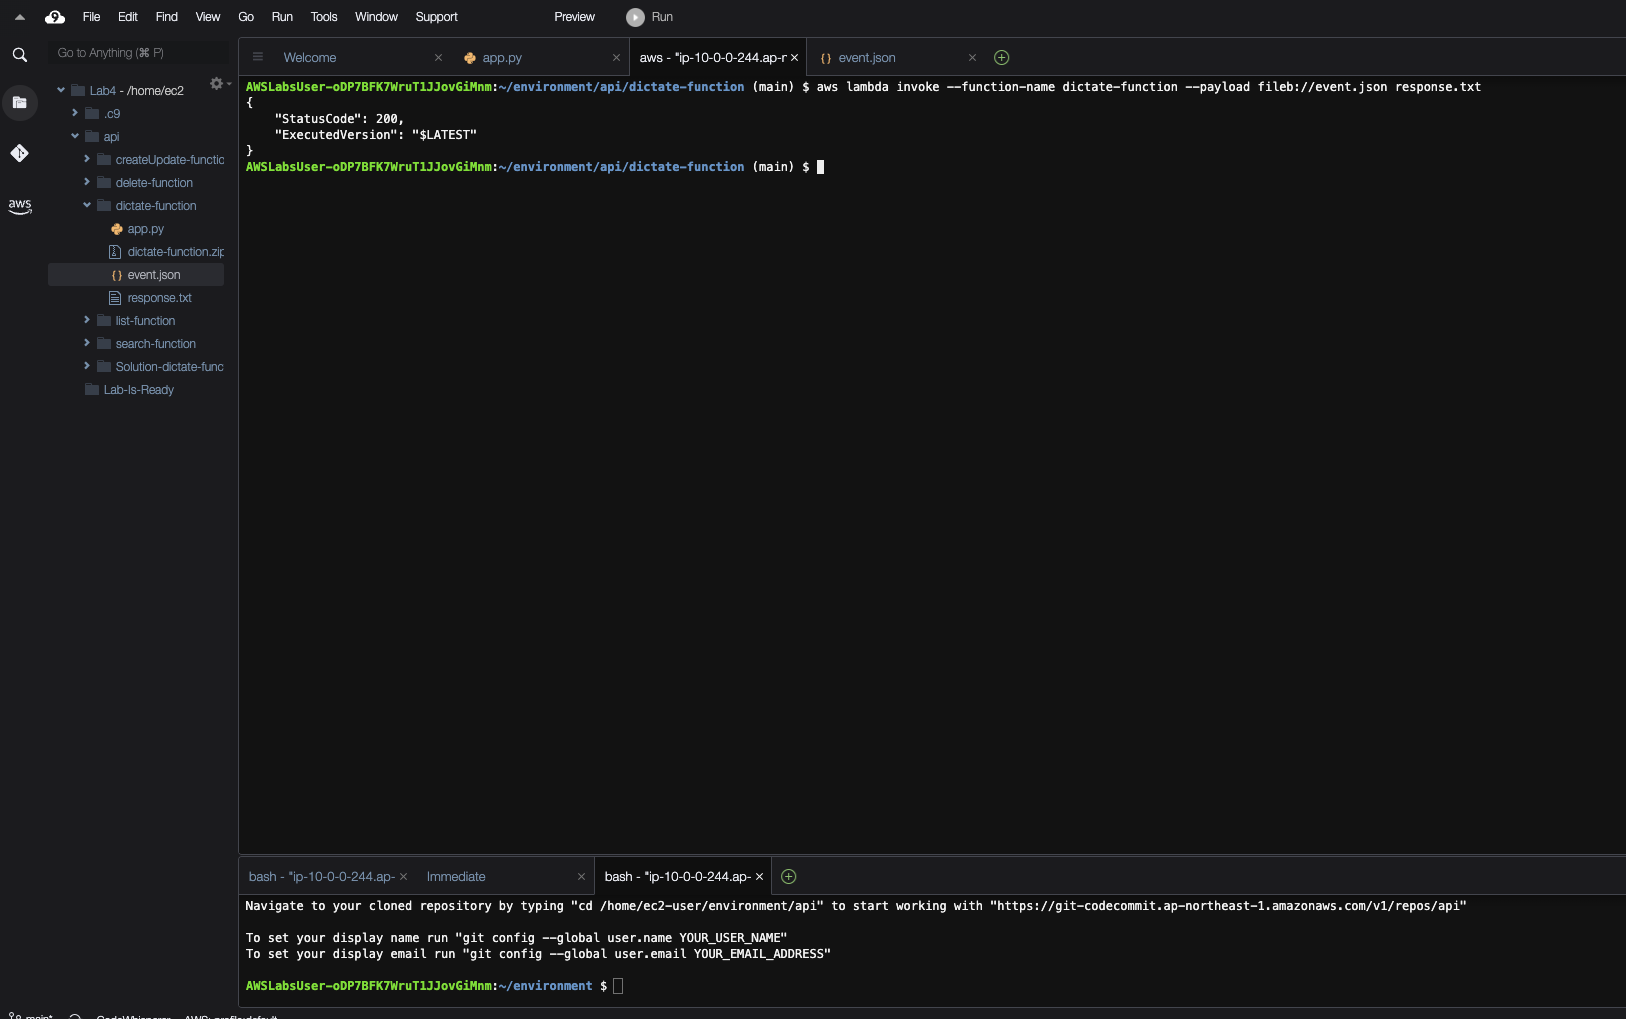 File Edit Find View Go Run Tools Window Support Preview Run
Go to Anything (⌘ P)
Welcome
app.py
aws - "ip-10-0-0-244.ap-r
{} event.json
Lab4 - /home/ec2
.c9
api
createUpdate-functic
delete-function
dictate-function
app.py
dictate-function.zip
{} event.json
response.txt
list-function
search-function
Solution-dictate-func
Lab-Is-Ready
aws
AWSLabsUser-oDP7BFK7WruT1JJovGiMnm:~/environment/api/dictate-function (main) $ aws lambda invoke --function-name dictate-function --payload fileb://event.json response.txt
{
    "StatusCode": 200,
    "ExecutedVersion": "$LATEST"
}
AWSLabsUser-oDP7BFK7WruT1JJovGiMnm:~/environment/api/dictate-function (main) $
bash - "ip-10-0-0-244.ap-
Immediate
bash - "ip-10-0-0-244.ap-
Navigate to your cloned repository by typing "cd /home/ec2-user/environment/api" to start working with "https://git-codecommit.ap-northeast-1.amazonaws.com/v1/repos/api"
To set your display name run "git config --global user.name YOUR_USER_NAME"
To set your display email run "git config --global user.email YOUR_EMAIL_ADDRESS"
AWSLabsUser-oDP7BFK7WruT1JJovGiMnm:~/environment $
main* CodeWhisperer AWS: profile:default